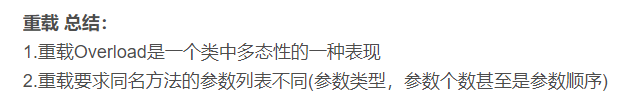 重载 总结：
1.重载Overload是一个类中多态性的一种表现
2.重载要求同名方法的参数列表不同(参数类型，参数个数甚至是参数顺序)